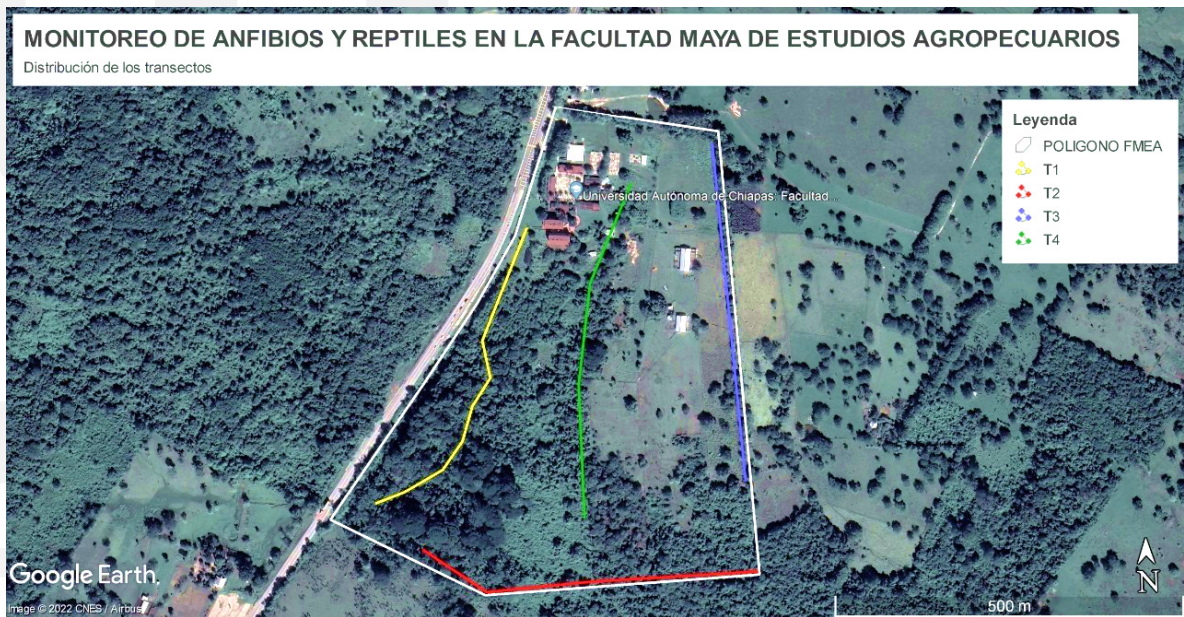 MONITOREO DE ANFIBIOS Y REPTILES EN LA FACULTAD MAYA DE ESTUDIOS AGROPECUARIOS
Distribución de los transectos
Leyenda
POLIGONO FMEA
T1
T2
T3
T4
Universidad Autónoma de Chiapas: Facultad...
Google Earth
Image © 2022 CNES / Airbus
N
500 m